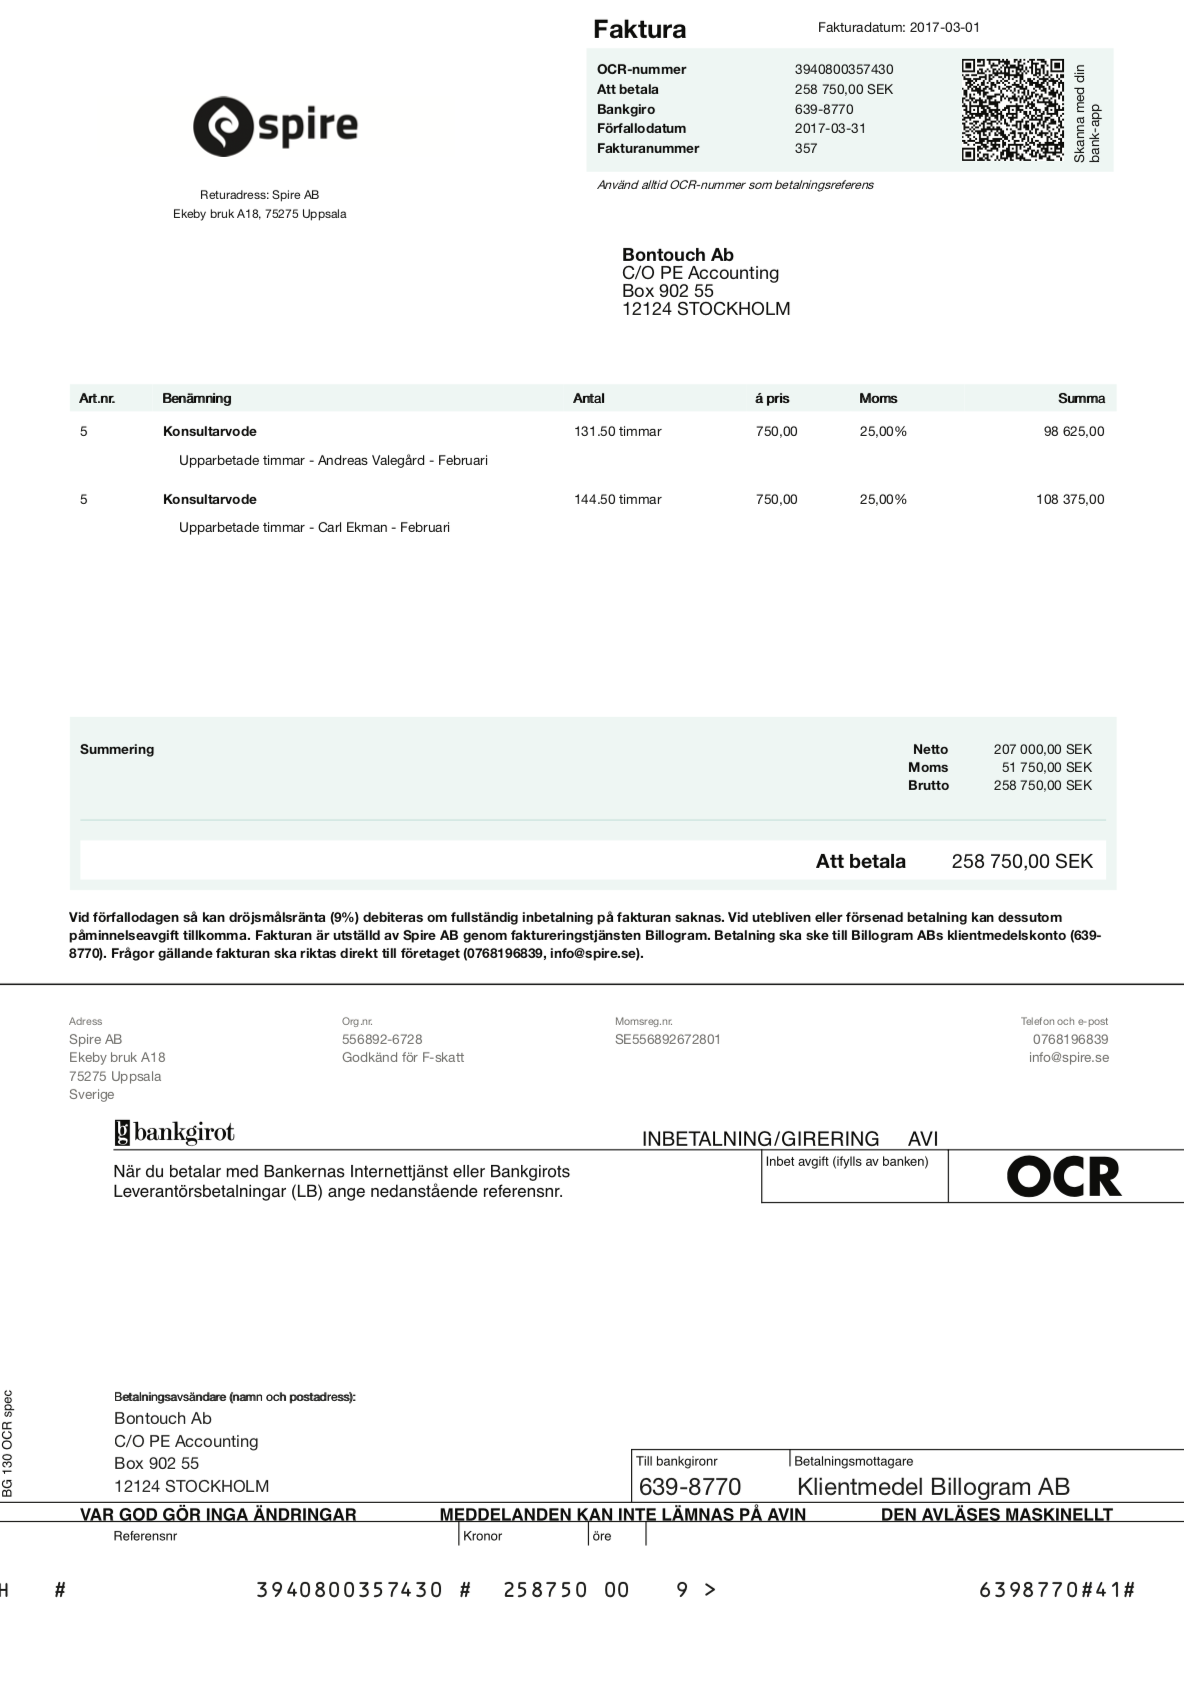 Faktura
Fakturadatum: 2017-03-01
OCR-nummer 3940800357430
Att betala 258 750,00 SEK
Bankgiro 639-8770
Förfallodatum 2017-03-31
Fakturanummer 357
Skanna med din
bank-app
Använd alltid OCR-nummer som betalningsreferens
spire
Returadress: Spire AB
Ekeby bruk A18, 75275 Uppsala
Bontouch Ab
C/O PE Accounting
Box 902 55
12124 STOCKHOLM
Art.nr. Benämning Antal á pris Moms Summa
5 Konsultarvode 131.50 timmar 750,00 25,00% 98 625,00
Upparbetade timmar - Andreas Valegård - Februari
5 Konsultarvode 144.50 timmar 750,00 25,00% 108 375,00
Upparbetade timmar - Carl Ekman - Februari
Summering Netto 207 000,00 SEK
Moms 51 750,00 SEK
Brutto 258 750,00 SEK
Att betala 258 750,00 SEK
Vid förfallodagen så kan dröjsmålsränta (9%) debiteras om fullständig inbetalning på fakturan saknas. Vid utebliven eller försenad betalning kan dessutom
påminnelseavgift tillkomma. Fakturan är utställd av Spire AB genom faktureringstjänsten Billogram. Betalning ska ske till Billogram ABs klientmedelskonto (639-
8770). Frågor gällande fakturan ska riktas direkt till företaget (0768196839, info@spire.se).
Adress Org.nr. Momsreg.nr. Telefon och e-post
Spire AB 556892-6728 SE556892672801 0768196839
Ekeby bruk A18 Godkänd för F-skatt info@spire.se
75275 Uppsala
Sverige
bankgirot
INBETALNING/GIRERING AVI
När du betalar med Bankernas Internettjänst eller Bankgirots
Leverantörsbetalningar (LB) ange nedanstående referensnr.
Inbet avgift (ifylls av banken)
OCR
BG 130 OCR spec
Betalningsavsändare (namn och postadress):
Bontouch Ab
C/O PE Accounting
Box 902 55
12124 STOCKHOLM
Till bankgironr Betalningsmottagare
639-8770 Klientmedel Billogram AB
VAR GOD GÖR INGA ÄNDRINGAR MEDDELANDEN KAN INTE LÄMNAS PÅ AVIN DEN AVLÄSES MASKINELLT
Referensnr Kronor öre
H # 3940800357430 # 258750 00 9 > 6398770#41#